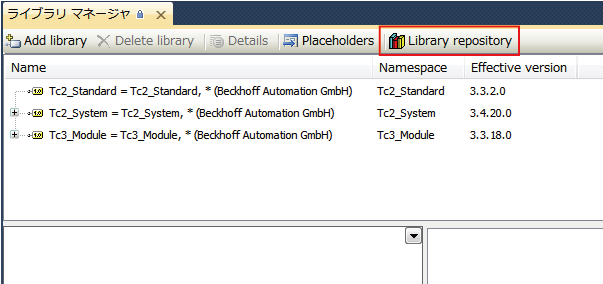 ライブラリ マネージャ
Add library Delete library Details Placeholders Library repository
Name Namespace Effective version
Tc2_Standard = Tc2_Standard, * (Beckhoff Automation GmbH) Tc2_Standard 3.3.2.0
Tc2_System = Tc2_System, * (Beckhoff Automation GmbH) Tc2_System 3.4.20.0
Tc3_Module = Tc3_Module, * (Beckhoff Automation GmbH) Tc3_Module 3.3.18.0